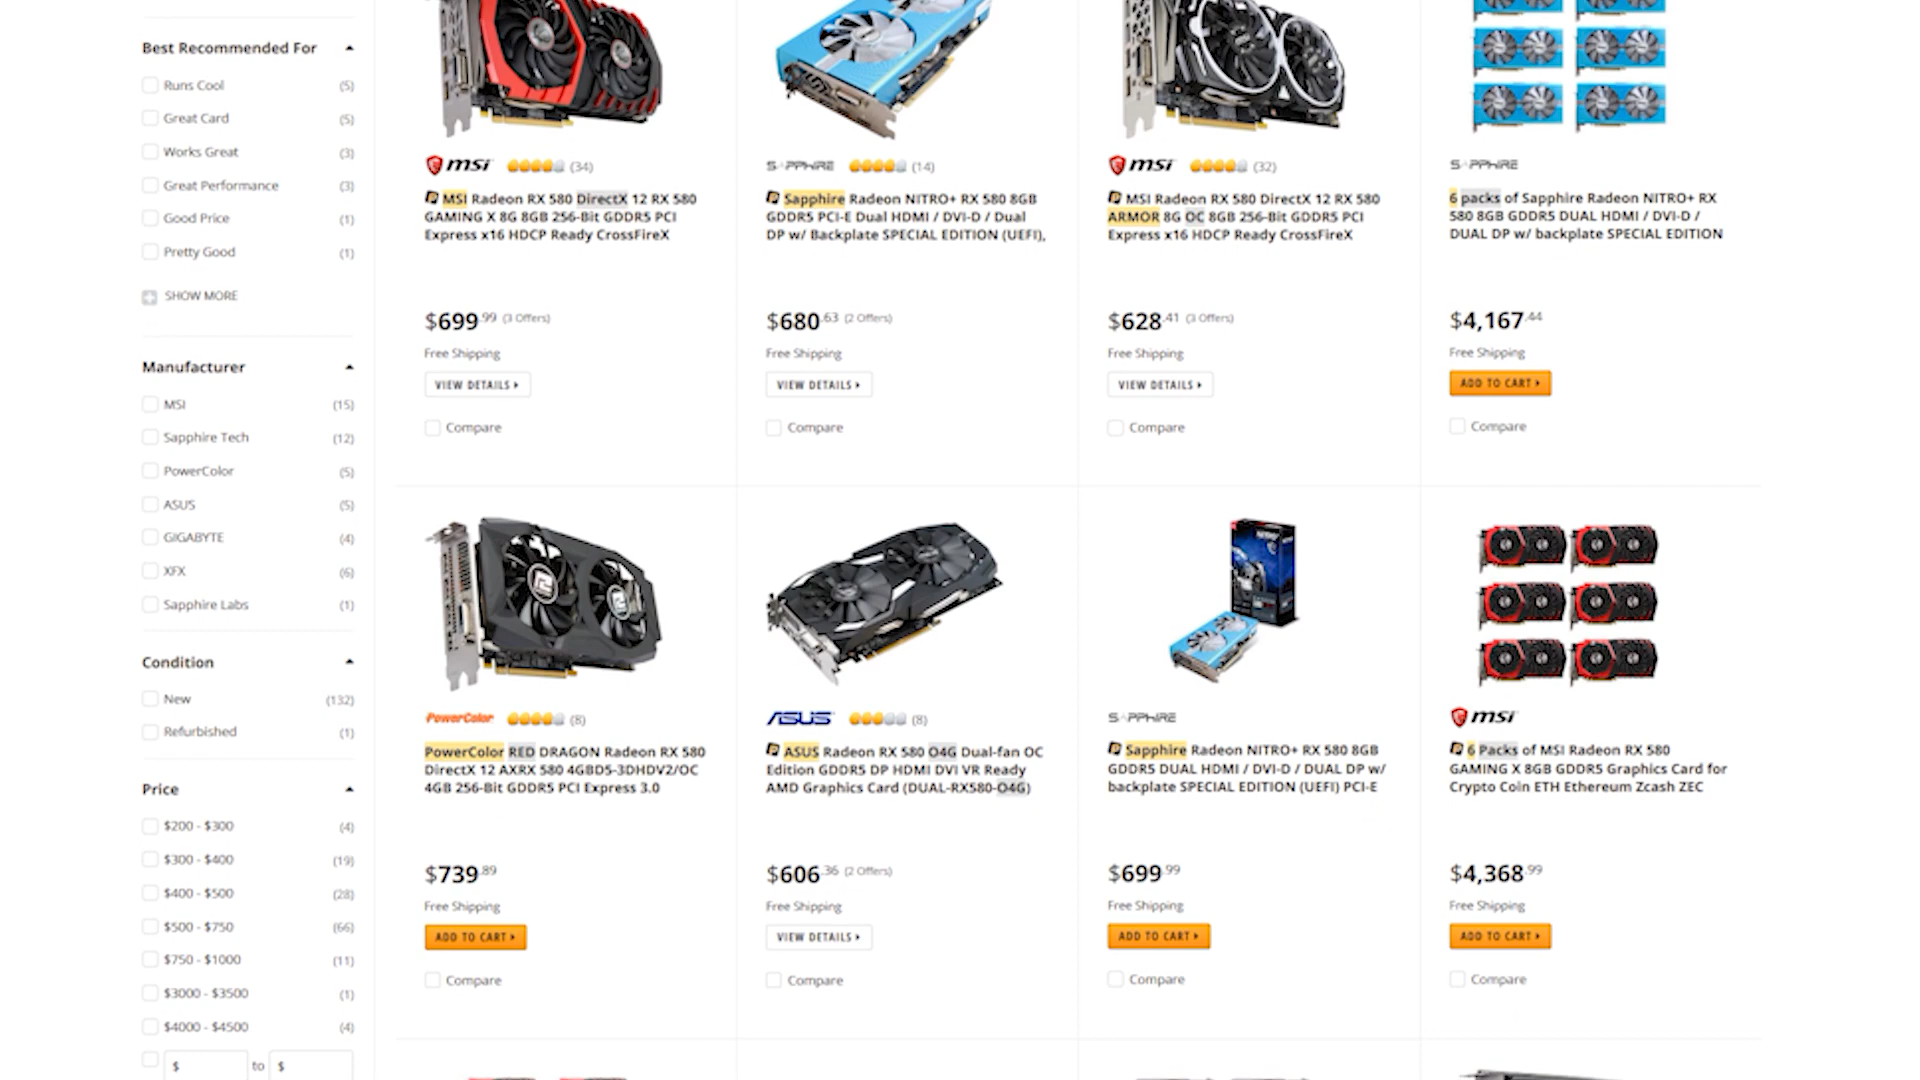 Best Recommended For
Runs Cool (5)
Great Card (5)
Works Great (3)
Great Performance (3)
Good Price (1)
Pretty Good (1)
SHOW MORE
Manufacturer
MSI (15)
Sapphire Tech (12)
PowerColor (5)
ASUS (5)
GIGABYTE (4)
XFX (6)
Sapphire Labs (1)
Condition
New (132)
Refurbished (1)
Price
$200 - $300 (4)
$300 - $400 (19)
$400 - $500 (28)
$500 - $750 (66)
$750 - $1000 (11)
$3000 - $3500 (1)
$4000 - $4500 (4)
$ to $
msi (34)
MSI Radeon RX 580 DirectX 12 RX 580
GAMING X 8G 8GB 256-Bit GDDR5 PCI
Express x16 HDCP Ready CrossFireX
$699.99 (3 Offers)
Free Shipping
VIEW DETAILS
Compare
SAPPHIRE (14)
Sapphire Radeon NITRO+ RX 580 8GB
GDDR5 PCI-E Dual HDMI / DVI-D / Dual
DP w/ Backplate SPECIAL EDITION (UEFI),
$680.63 (2 Offers)
Free Shipping
VIEW DETAILS
Compare
msi (32)
MSI Radeon RX 580 DirectX 12 RX 580
ARMOR 8G OC 8GB 256-Bit GDDR5 PCI
Express x16 HDCP Ready CrossFireX
$628.41 (3 Offers)
Free Shipping
VIEW DETAILS
Compare
SAPPHIRE
6 packs of Sapphire Radeon NITRO+ RX
580 8GB GDDR5 DUAL HDMI / DVI-D /
DUAL DP w/ backplate SPECIAL EDITION
$4,167.44
Free Shipping
ADD TO CART
Compare
PowerColor (8)
PowerColor RED DRAGON Radeon RX 580
DirectX 12 AXRX 580 4GBD5-3DHDV2/OC
4GB 256-Bit GDDR5 PCI Express 3.0
$739.89
Free Shipping
ADD TO CART
Compare
ASUS (8)
ASUS Radeon RX 580 O4G Dual-fan OC
Edition GDDR5 DP HDMI DVI VR Ready
AMD Graphics Card (DUAL-RX580-O4G)
$606.36 (2 Offers)
Free Shipping
VIEW DETAILS
Compare
SAPPHIRE
Sapphire Radeon NITRO+ RX 580 8GB
GDDR5 DUAL HDMI / DVI-D / DUAL DP w/
backplate SPECIAL EDITION (UEFI) PCI-E
$699.99
Free Shipping
ADD TO CART
Compare
msi
6 Packs of MSI Radeon RX 580
GAMING X 8GB GDDR5 Graphics Card for
Crypto Coin ETH Ethereum Zcash ZEC
$4,368.99
Free Shipping
ADD TO CART
Compare